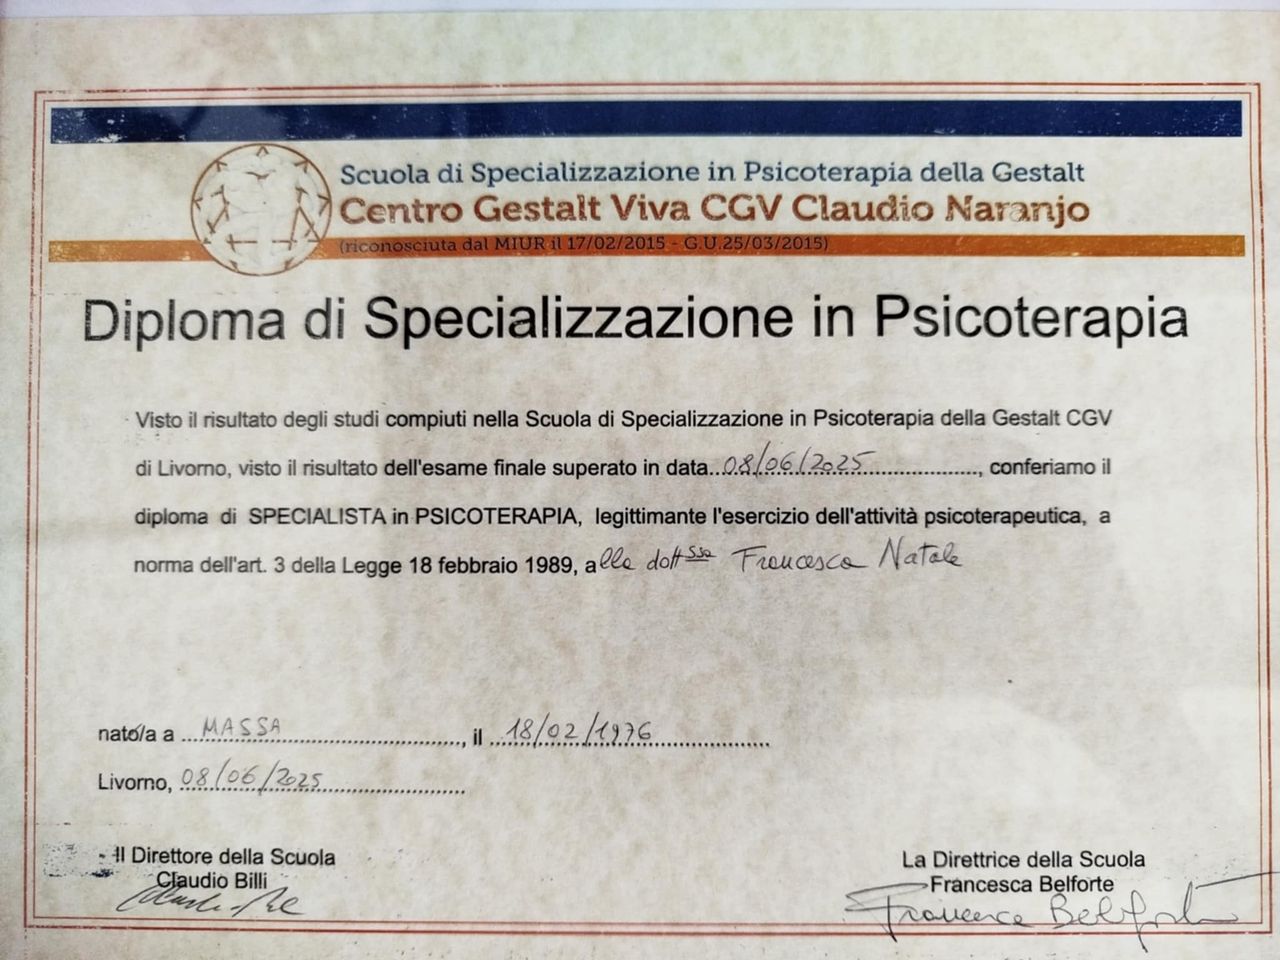 Scuola di Specializzazione in Psicoterapia della Gestalt
Centro Gestalt Viva CGV Claudio Naranjo
(riconosciuta dal MIUR il 17/02/2015 - G.U.25/03/2015)
Diploma di Specializzazione in Psicoterapia
Visto il risultato degli studi compiuti nella Scuola di Specializzazione in Psicoterapia della Gestalt CGV
di Livorno, visto il risultato dell'esame finale superato in data...08/06/2025..................., conferiamo il
diploma di SPECIALISTA in PSICOTERAPIA, legittimante l'esercizio dell'attività psicoterapeutica, a
norma dell'art. 3 della Legge 18 febbraio 1989, alla dott.ssa Francesca Natale
nato/a a ...MASSA............................., il ..18/02/1976....................
Livorno, 08/06/2025.........................
Il Direttore della Scuola
Claudio Billi
La Direttrice della Scuola
Francesca Belforte
Francesca Belforte